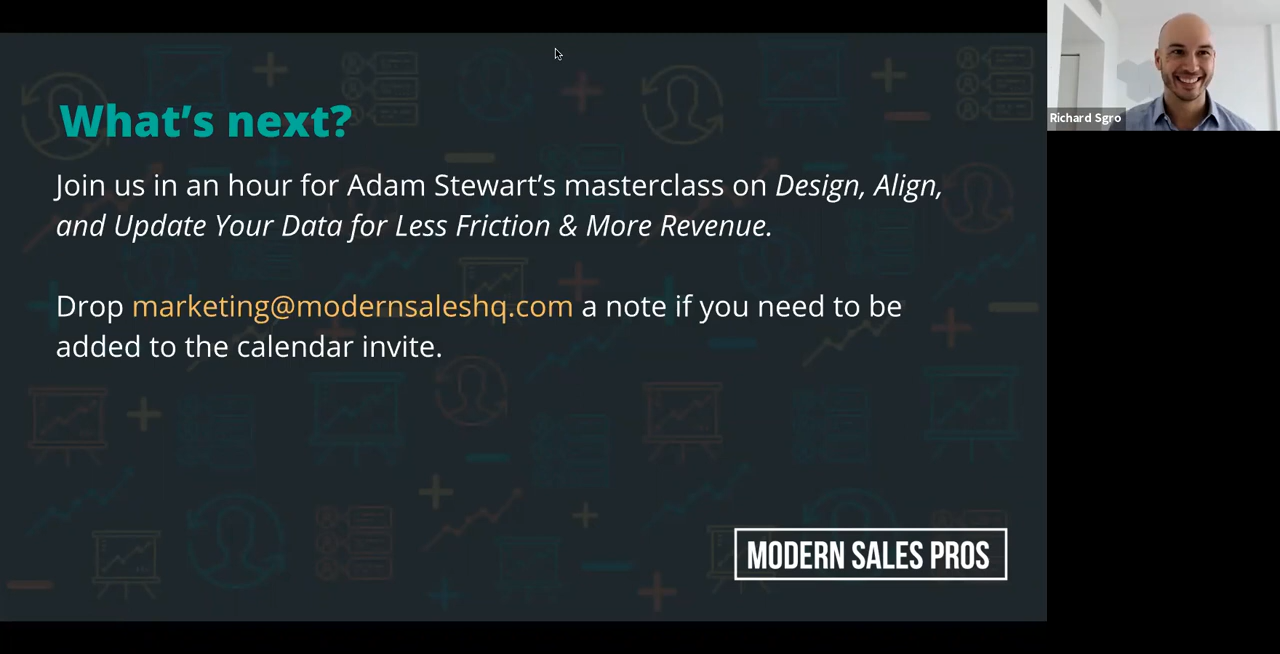 What's next?
Join us in an hour for Adam Stewart's masterclass on Design, Align,
and Update Your Data for Less Friction & More Revenue.
Drop marketing@modernsaleshq.com a note if you need to be
added to the calendar invite.
MODERN SALES PROS
Richard Sgro